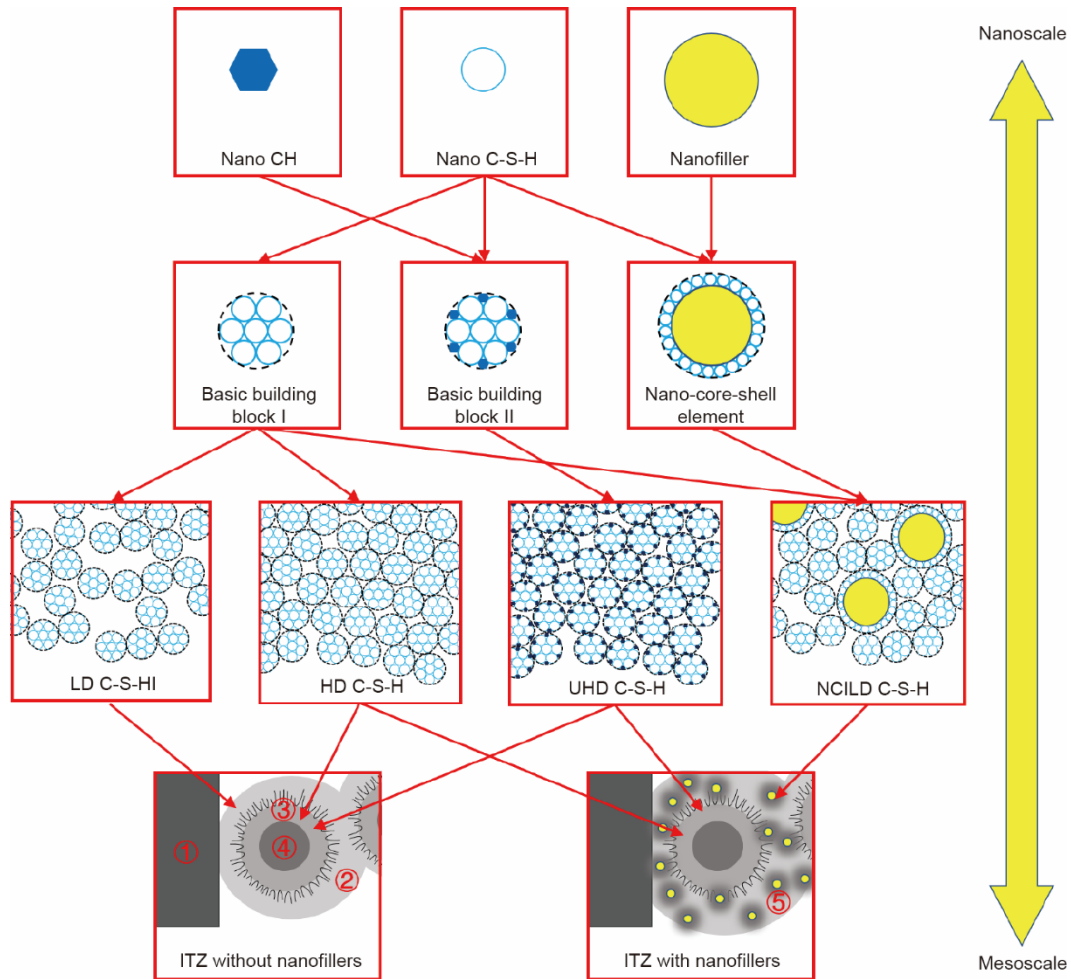 Nanoscale
Nano CH
Nano C-S-H
Nanofiller
Basic building
block I
Basic building
block II
Nano-core-shell
element
LD C-S-HI
HD C-S-H
UHD C-S-H
NCILD C-S-H
①
②
③
④
⑤
ITZ without nanofillers
ITZ with nanofillers
Mesoscale